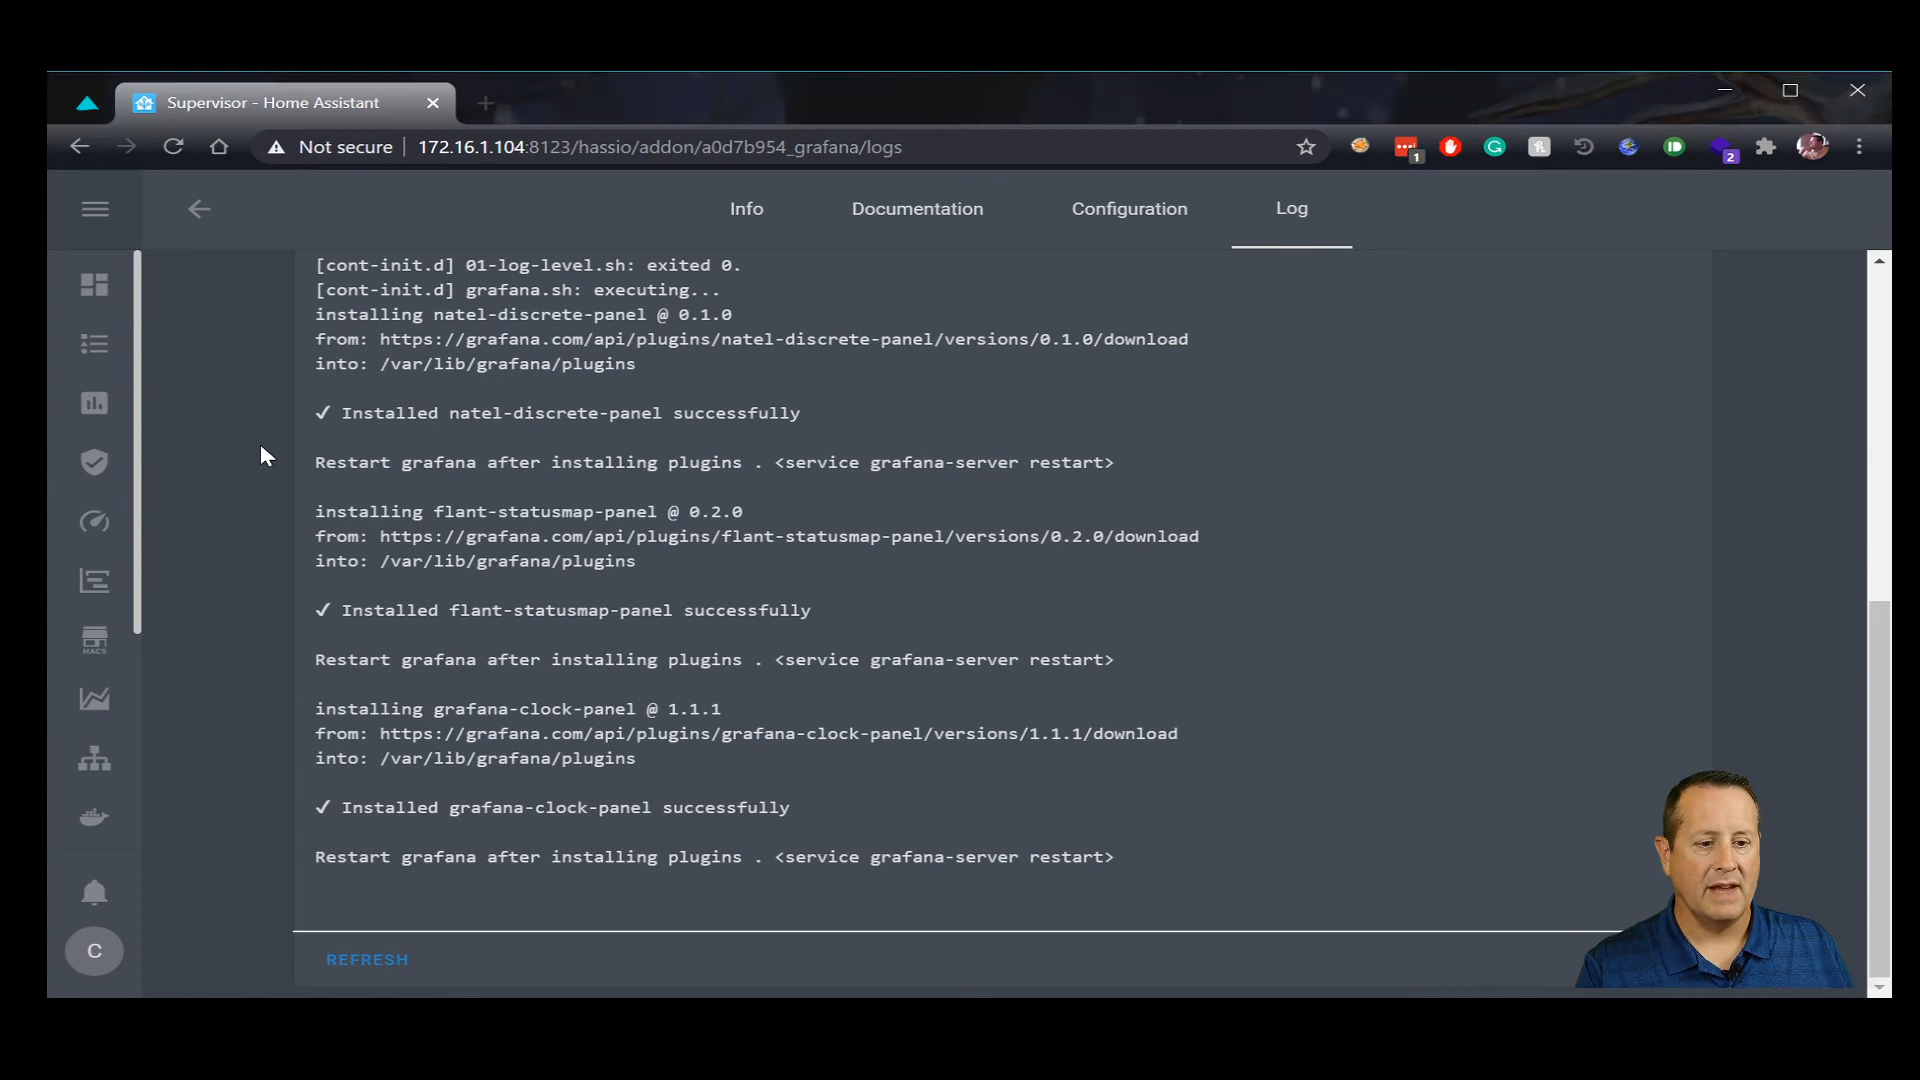 Supervisor - Home Assistant
Not secure | 172.16.1.104:8123/hassio/addon/a0d7b954_grafana/logs
1
2
Info
Documentation
Configuration
Log
[cont-init.d] 01-log-level.sh: exited 0.
[cont-init.d] grafana.sh: executing...
installing natel-discrete-panel @ 0.1.0
from: https://grafana.com/api/plugins/natel-discrete-panel/versions/0.1.0/download
into: /var/lib/grafana/plugins
✓ Installed natel-discrete-panel successfully
Restart grafana after installing plugins . <service grafana-server restart>
installing flant-statusmap-panel @ 0.2.0
from: https://grafana.com/api/plugins/flant-statusmap-panel/versions/0.2.0/download
into: /var/lib/grafana/plugins
✓ Installed flant-statusmap-panel successfully
Restart grafana after installing plugins . <service grafana-server restart>
installing grafana-clock-panel @ 1.1.1
from: https://grafana.com/api/plugins/grafana-clock-panel/versions/1.1.1/download
into: /var/lib/grafana/plugins
✓ Installed grafana-clock-panel successfully
Restart grafana after installing plugins . <service grafana-server restart>
REFRESH
HACS
C